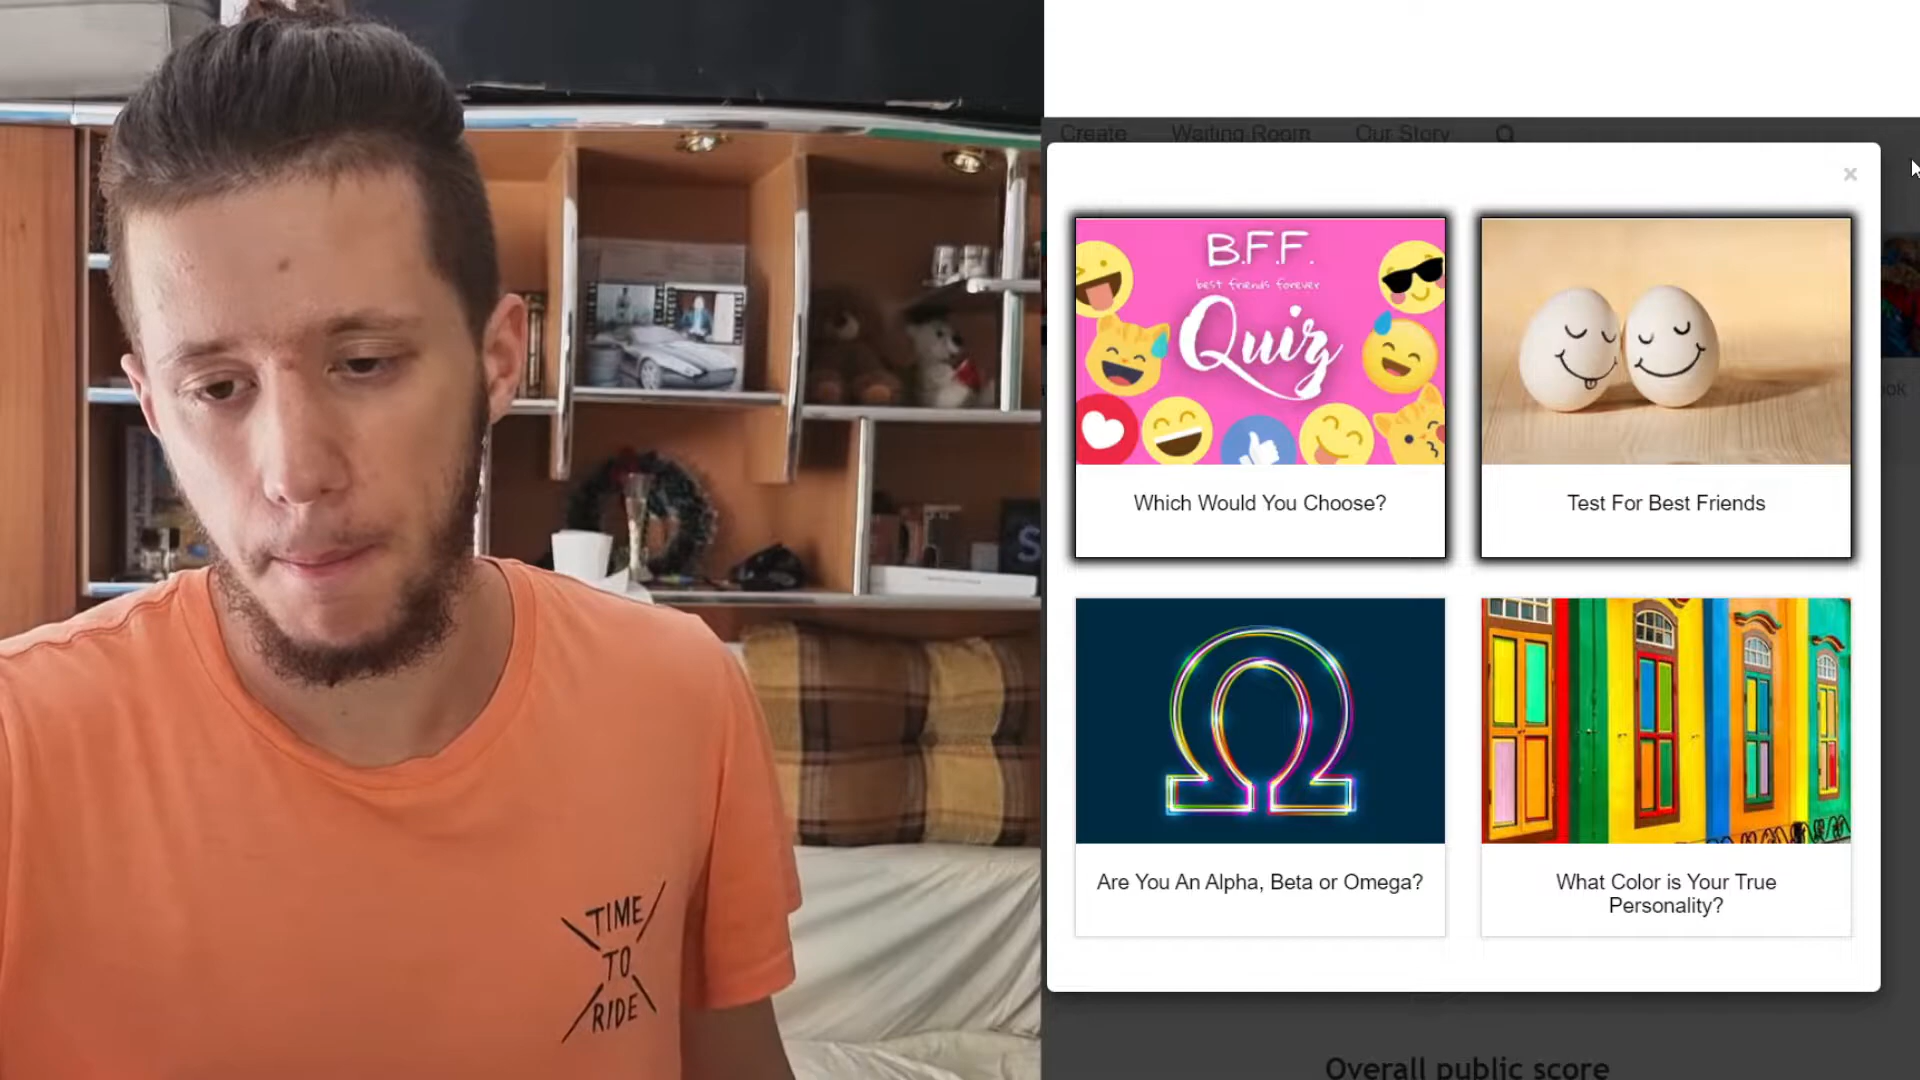 Create Waiting Room Our Story
×
B.F.F.
best friends forever
Quiz
Which Would You Choose?
Test For Best Friends
Ω
Are You An Alpha, Beta or Omega?
What Color is Your True
Personality?
Overall public score
TIME
TO
RIDE
S